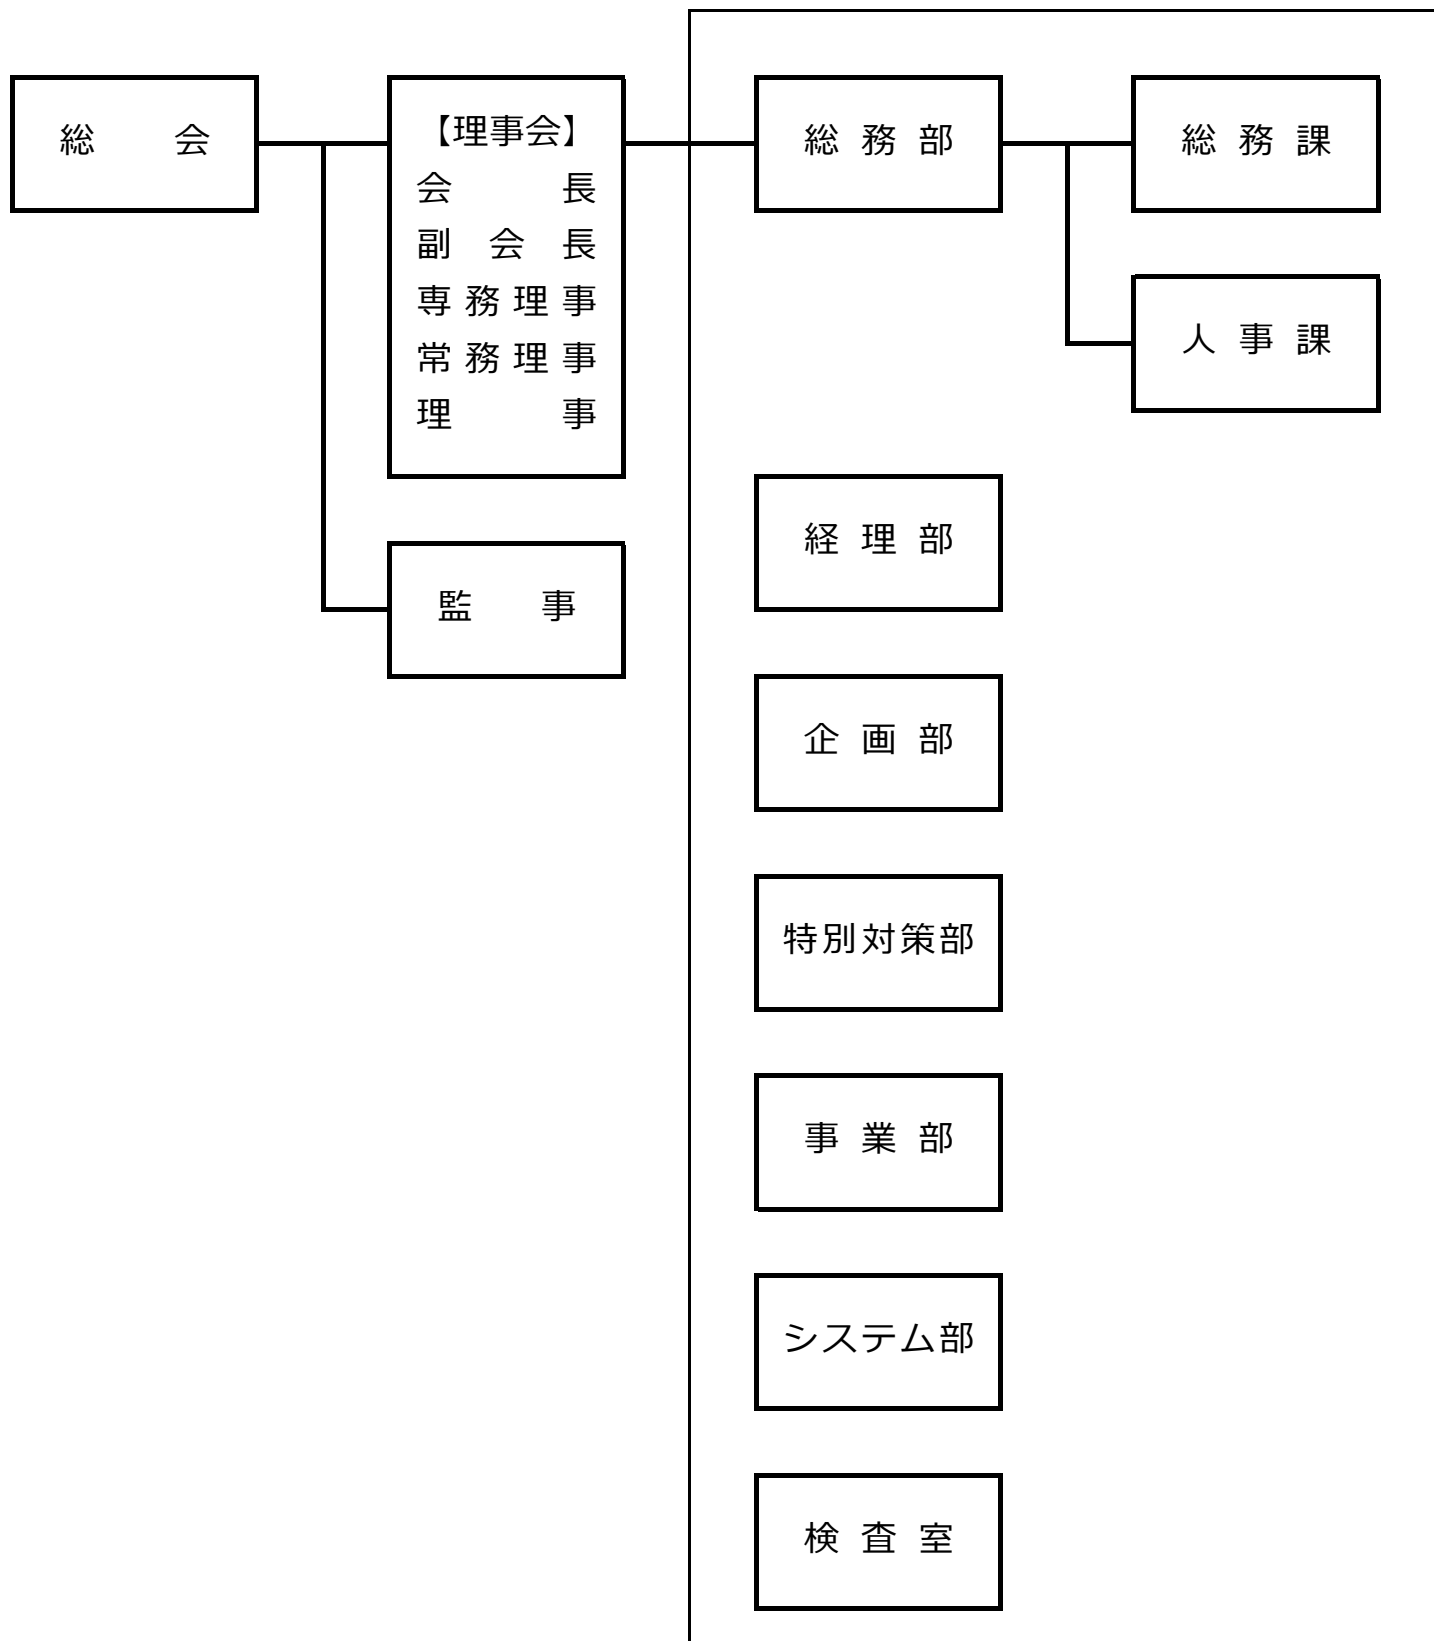 総会
【理事会】
会長
副会長
専務理事
常務理事
理事
監事
総務部
総務課
人事課
経理部
企画部
特別対策部
事業部
システム部
検査室